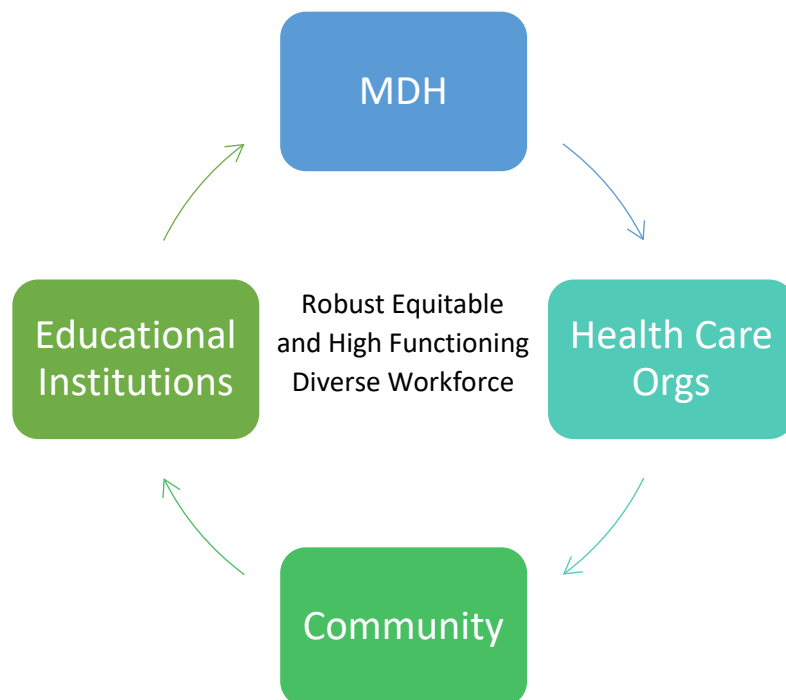 MDH
Educational
Institutions
Robust Equitable
and High Functioning
Diverse Workforce
Health Care
Orgs
Community